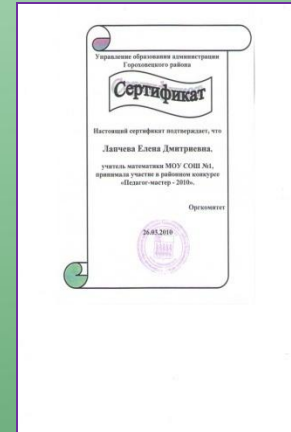 Управление образования администрации
Гороховецкого района
Сертификат
Настоящий сертификат подтверждает, что
Лапчева Елена Дмитриевна,
учитель математики МОУ СОШ №1,
принимала участие в районном конкурсе
«Педагог-мастер - 2010».
Оргкомитет
26.03.2010